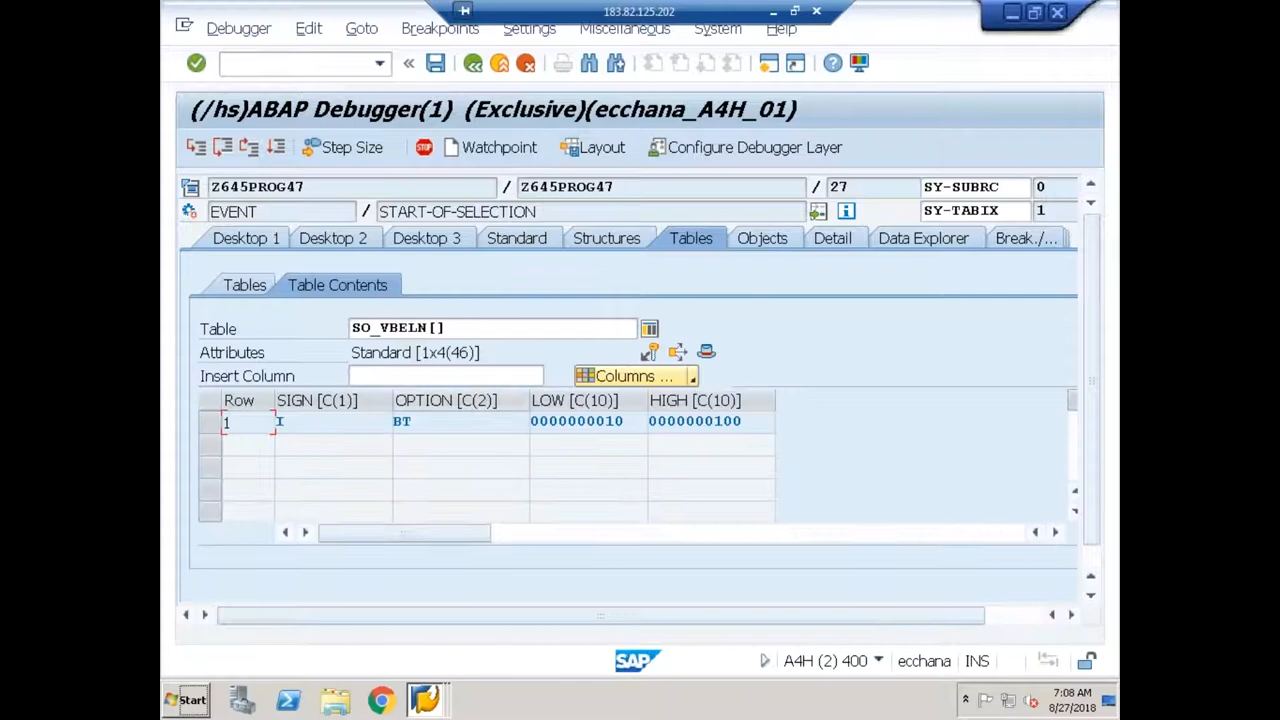 183.82.125.202
Debugger Edit Goto Breakpoints Settings Miscellaneous System Help
(/hs)ABAP Debugger(1) (Exclusive)(ecchana_A4H_01)
Step Size STOP Watchpoint Layout Configure Debugger Layer
Z645PROG47 / Z645PROG47 / 27 SY-SUBRC 0
EVENT / START-OF-SELECTION SY-TABIX 1
Desktop 1 Desktop 2 Desktop 3 Standard Structures Tables Objects Detail Data Explorer Break./...
Tables Table Contents
Table SO_VBELN[]
Attributes Standard [1x4(46)]
Insert Column Columns ...
Row SIGN [C(1)] OPTION [C(2)] LOW [C(10)] HIGH [C(10)]
1 I BT 0000000010 0000000100
SAP A4H (2) 400 ecchana INS
Start 7:08 AM
8/27/2018